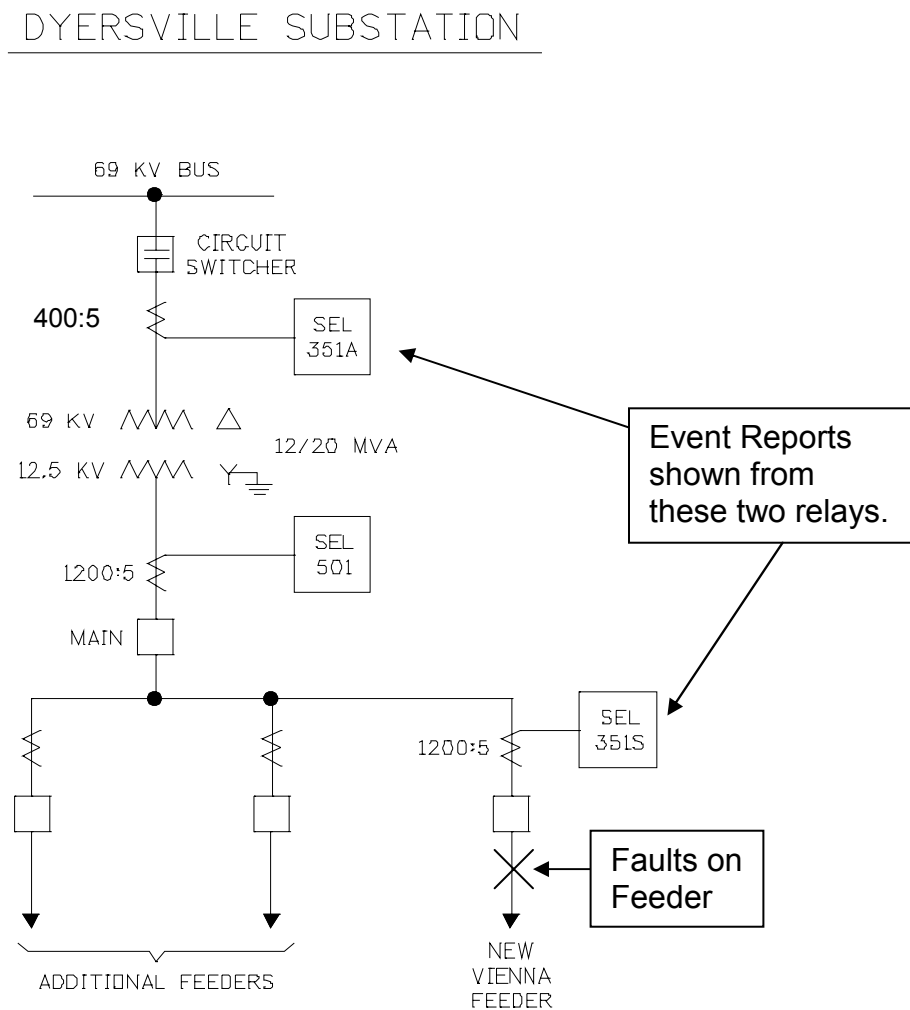 DYERSVILLE SUBSTATION
69 KV BUS
CIRCUIT
SWITCHER
400:5
SEL
351A
69 KV
12/20 MVA
12.5 KV
Event Reports
shown from
these two relays.
SEL
501
1200:5
MAIN
SEL
351S
1200:5
Faults on
Feeder
NEW
VIENNA
FEEDER
ADDITIONAL FEEDERS